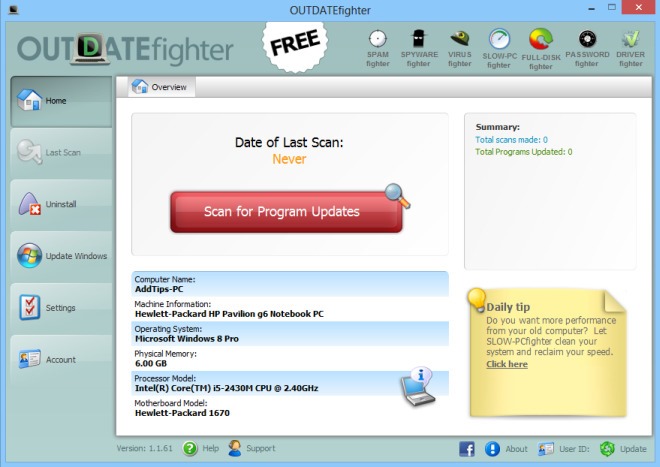 OUTDATEfighter
OUTDATEfighter
FREE
SPAM
fighter
SPYWARE
fighter
VIRUS
fighter
SLOW-PC
fighter
FULL-DISK
fighter
PASSWORD
fighter
DRIVER
fighter
Home
Last Scan
Uninstall
Update Windows
Settings
Account
Overview
Date of Last Scan:
Never
Scan for Program Updates
Summary:
Total scans made: 0
Total Programs Updated: 0
Computer Name:
AddTips-PC
Machine Information:
Hewlett-Packard HP Pavilion g6 Notebook PC
Operating System:
Microsoft Windows 8 Pro
Physical Memory:
6.00 GB
Processor Model:
Intel(R) Core(TM) i5-2430M CPU @ 2.40GHz
Motherboard Model:
Hewlett-Packard 1670
Daily tip
Do you want more performance
from your old computer? Let
SLOW-PCfighter clean your
system and reclaim your speed.
Click here
Version: 1.1.61
Help
Support
About
User ID:
Update